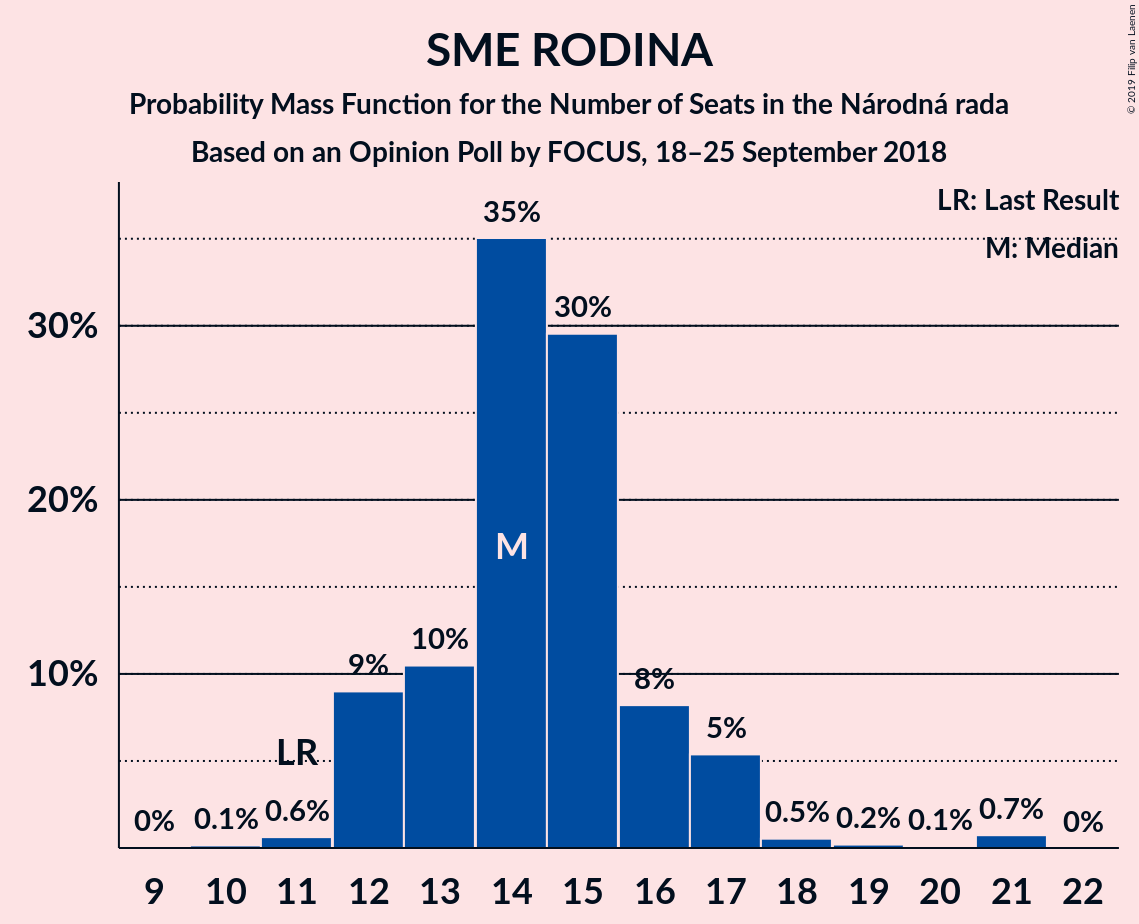 SME RODINA
Probability Mass Function for the Number of Seats in the Národná rada
Based on an Opinion Poll by FOCUS, 18–25 September 2018
© 2019 Filip van Laenen
LR: Last Result
M: Median
35%
30%
30%
20%
M
10%
9%
10%
8%
5%
LR
0%
0.1%
0.6%
0.5%
0.2%
0.1%
0.7%
0%
9 10 11 12 13 14 15 16 17 18 19 20 21 22